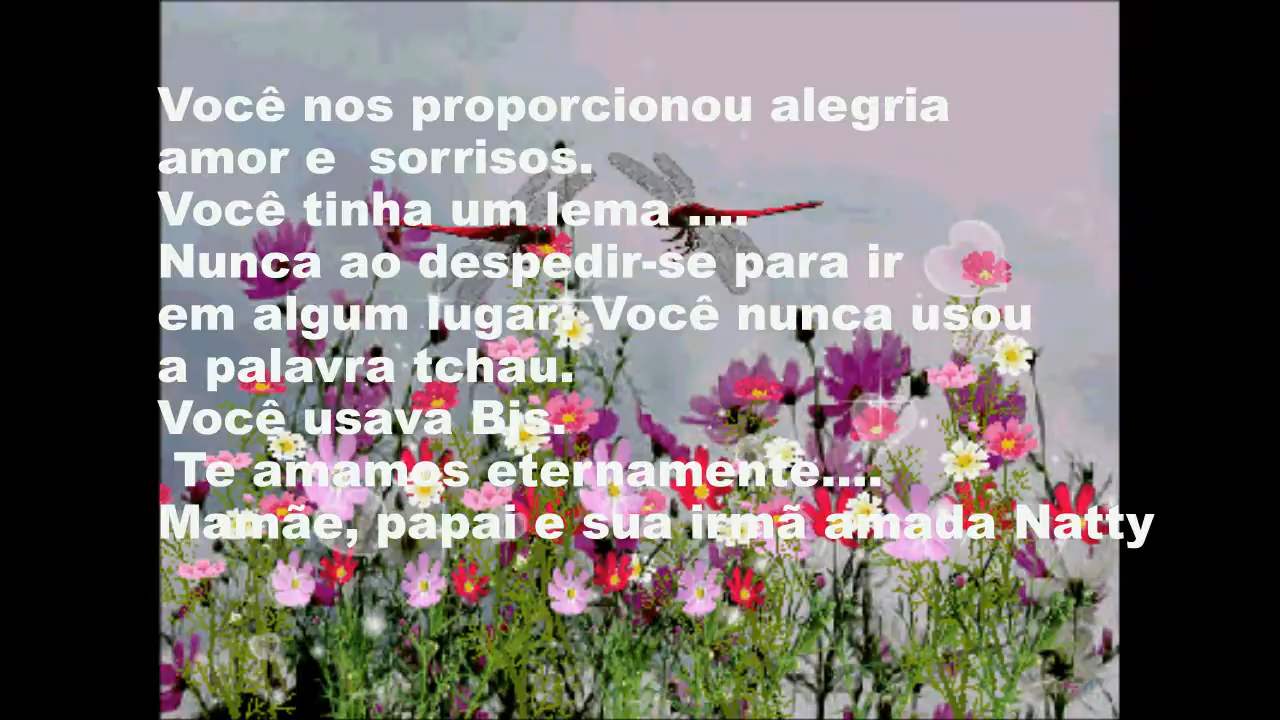 Você nos proporcionou alegria
amor e  sorrisos.
Você tinha um lema ....
Nunca ao despedir-se para ir
em algum lugar. Você nunca usou
a palavra tchau.
Você usava Bjs.
Te amamos eternamente....
Mamãe, papai e sua irmã amada Natty